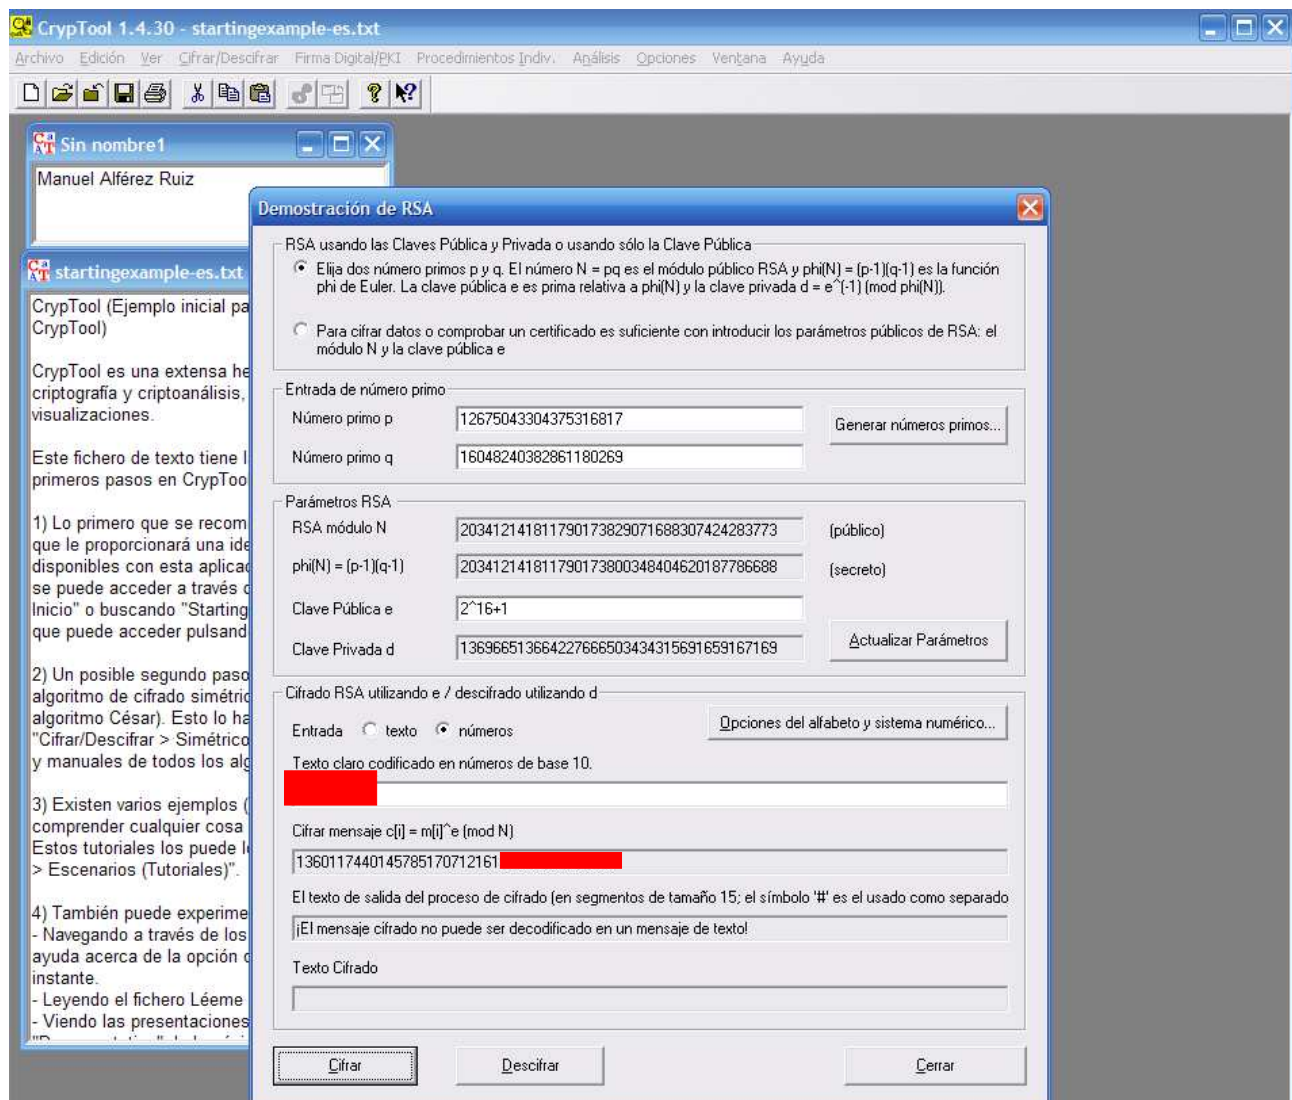 CrypTool 1.4.30 - startingexample-es.txt
Archivo Edición Ver Cifrar/Descifrar Firma Digital/PKI Procedimientos Indiv. Análisis Opciones Ventana Ayuda
Sin nombre1
Manuel Alférez Ruiz
startingexample-es.txt
CrypTool (Ejemplo inicial pa
CrypTool)
CrypTool es una extensa he
criptografía y criptoanálisis,
visualizaciones.
Este fichero de texto tiene l
primeros pasos en CrypToo
1) Lo primero que se recom
que le proporcionará una ide
disponibles con esta aplicac
se puede acceder a través d
Inicio" o buscando "Starting
que puede acceder pulsand
2) Un posible segundo paso
algoritmo de cifrado simétric
algoritmo César). Esto lo ha
"Cifrar/Descifrar > Simétrico
y manuales de todos los alg
3) Existen varios ejemplos (
comprender cualquier cosa
Estos tutoriales los puede l
> Escenarios (Tutoriales)".
4) También puede experime
- Navegando a través de los
ayuda acerca de la opción d
instante.
- Leyendo el fichero Léeme
- Viendo las presentaciones
Demostración de RSA
RSA usando las Claves Pública y Privada o usando sólo la Clave Pública
Elija dos número primos p y q. El número N = pq es el módulo público RSA y phi(N) = (p-1)(q-1) es la función
phi de Euler. La clave pública e es prima relativa a phi(N) y la clave privada d = e^(-1) (mod phi(N)).
Para cifrar datos o comprobar un certificado es suficiente con introducir los parámetros públicos de RSA: el
módulo N y la clave pública e
Entrada de número primo
Número primo p 12675043304375316817 Generar números primos...
Número primo q 16048240382861180269
Parámetros RSA
RSA módulo N 203412141811790173829071688307424283773 (público)
phi(N) = (p-1)(q-1) 203412141811790173800348404620187786688 (secreto)
Clave Pública e 2^16+1
Clave Privada d 136966513664227666503434315691659167169 Actualizar Parámetros
Cifrado RSA utilizando e / descifrado utilizando d
Entrada texto números Opciones del alfabeto y sistema numérico...
Texto claro codificado en números de base 10.
Cifrar mensaje c[i] = m[i]^e (mod N)
1360117440145785170712161
El texto de salida del proceso de cifrado (en segmentos de tamaño 15; el símbolo '#' es el usado como separado
¡El mensaje cifrado no puede ser decodificado en un mensaje de texto!
Texto Cifrado
Cifrar Descifrar Cerrar